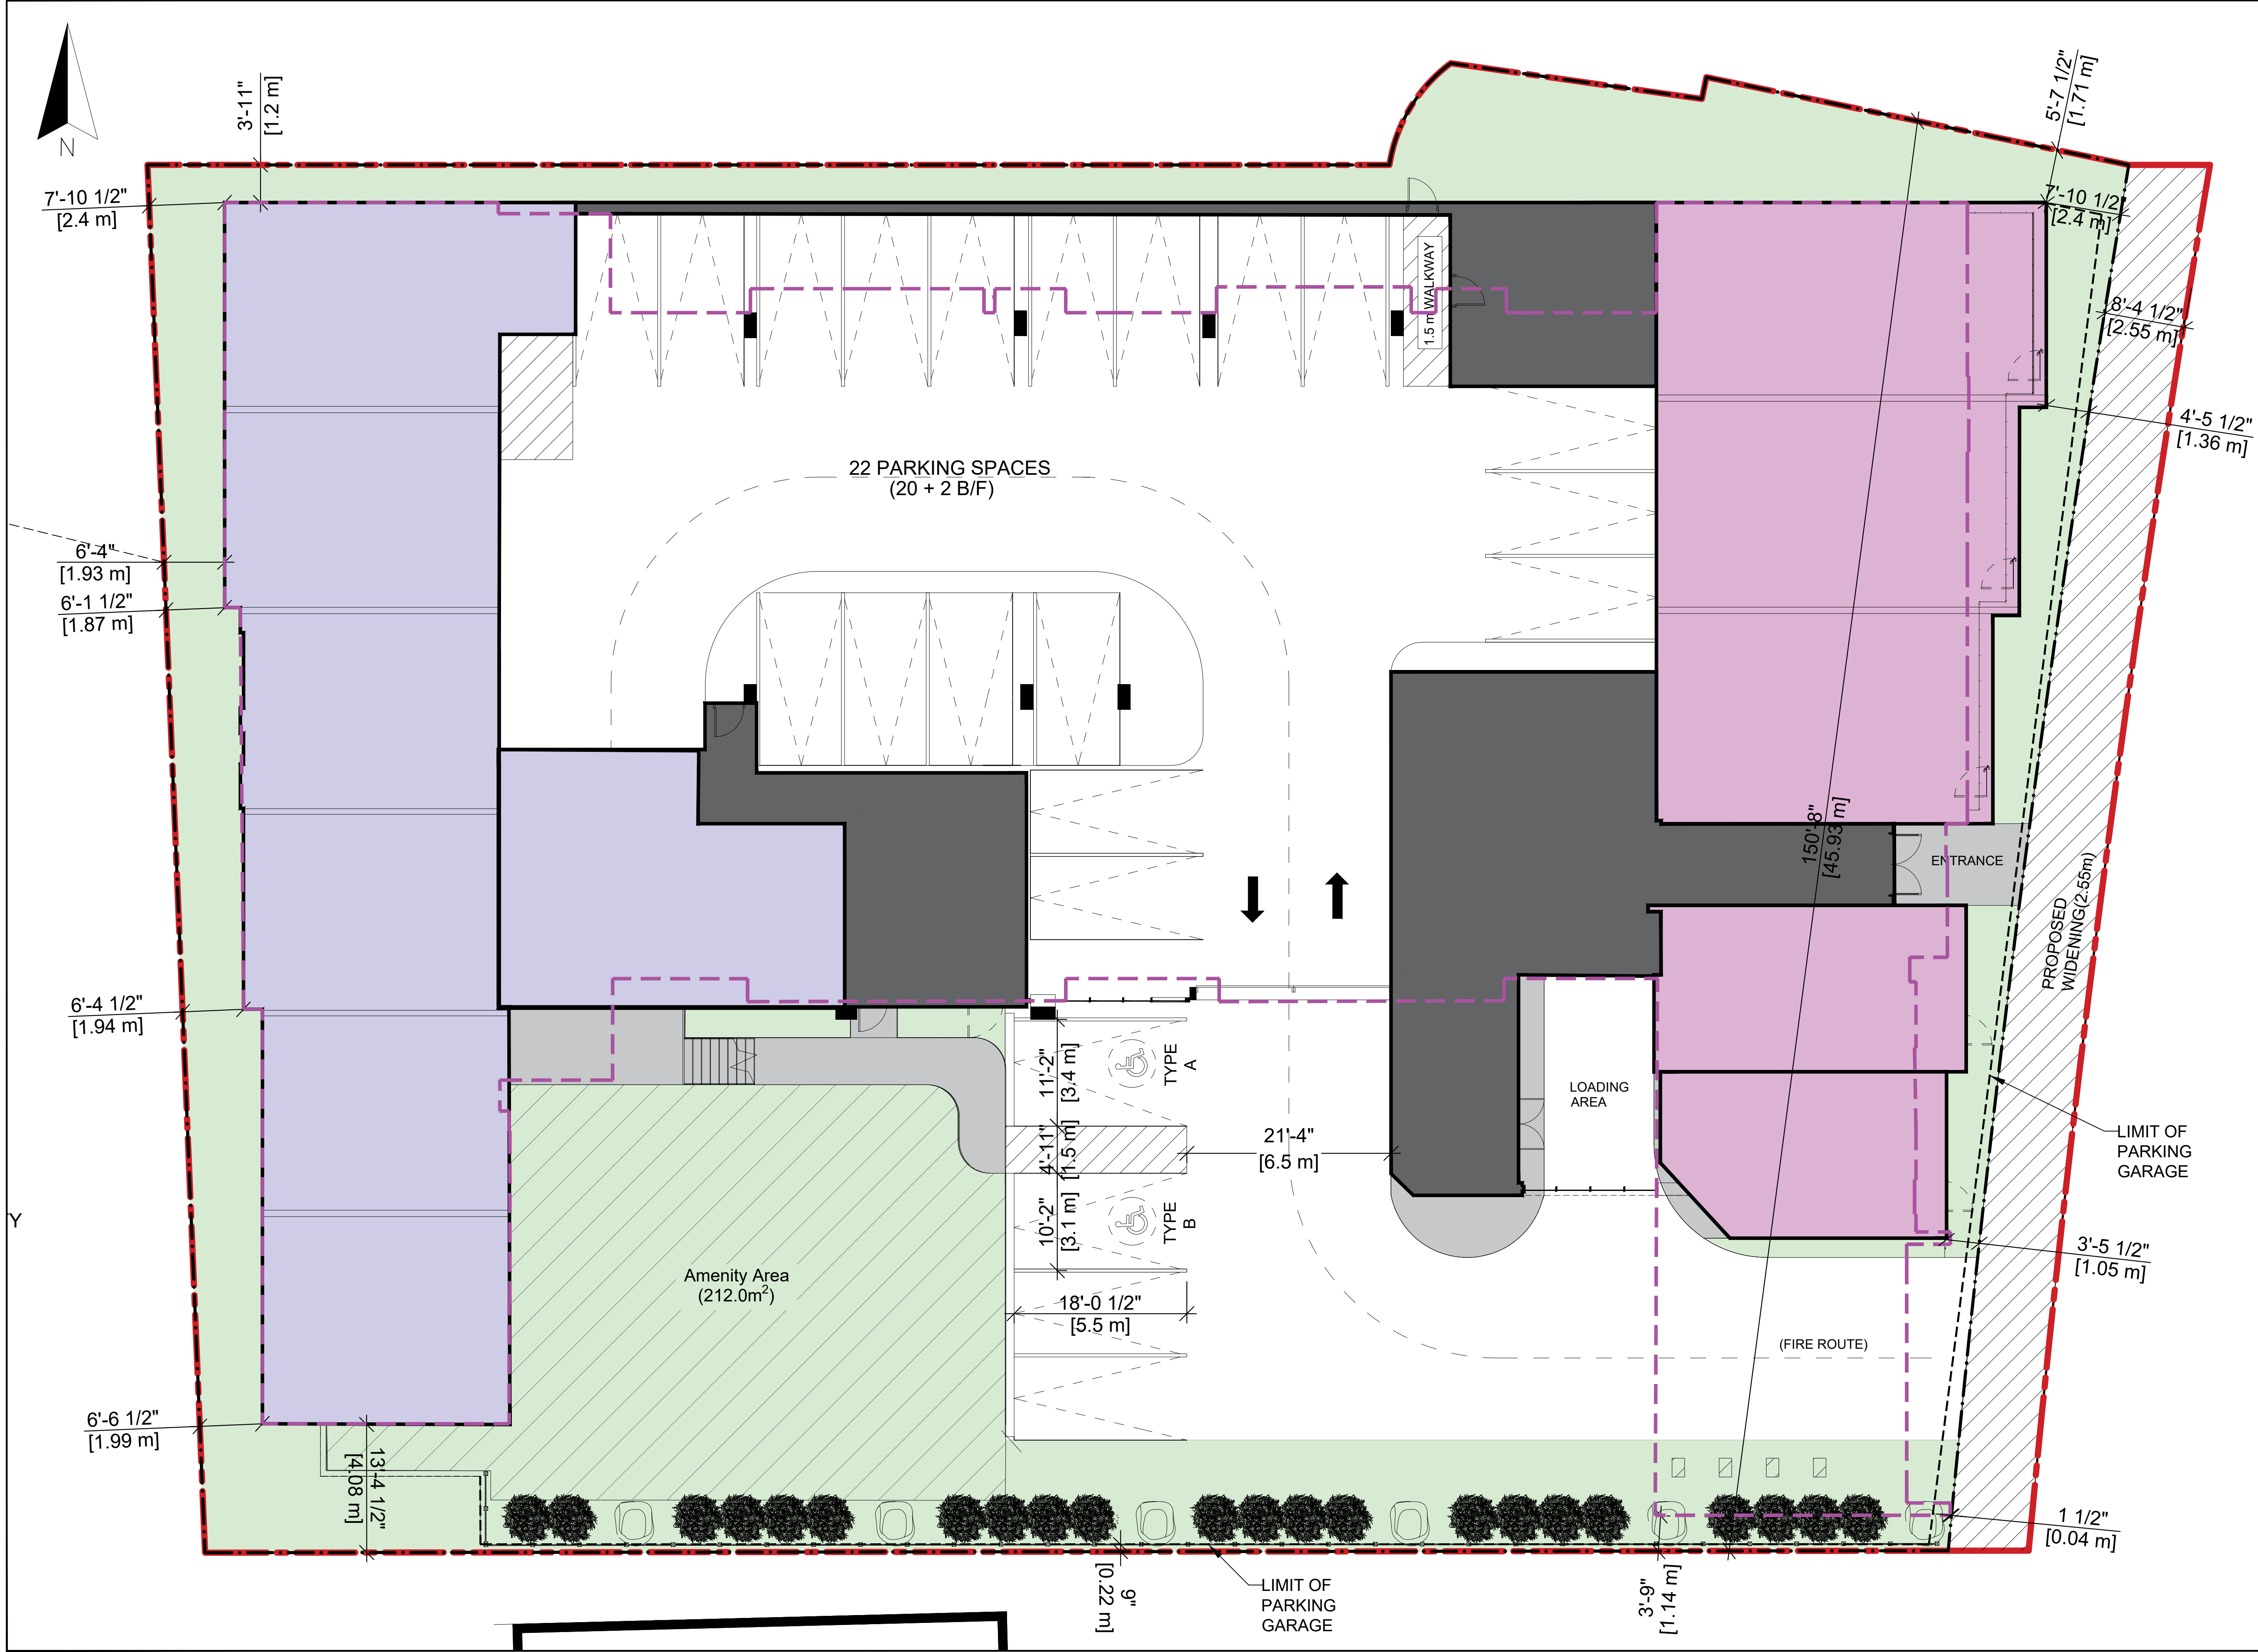 3'-11"
[1.2 m]
5'-7 1/2"
[1.71 m]
N
7'-10 1/2"
[2.4 m]
7'-10 1/2
[2.4 m]
1.5 m WALKWAY
8'-4 1/2"
[2.55 m]
4'-5 1/2"
[1.36 m]
22 PARKING SPACES
(20 + 2 B/F)
6'-4"
[1.93 m]
6'-1 1/2"
[1.87 m]
150'-8"
[45.93 m]
ENTRANCE
PROPOSED
WIDENING(2.55m)
6'-4 1/2"
[1.94 m]
11'-2"
[3.4 m]
TYPE
A
LOADING
AREA
4'-11"
[1.5 m]
21'-4"
[6.5 m]
LIMIT OF
PARKING
GARAGE
10'-2"
[3.1 m]
TYPE
B
Y
3'-5 1/2"
[1.05 m]
Amenity Area
(212.0m²)
18'-0 1/2"
[5.5 m]
(FIRE ROUTE)
6'-6 1/2"
[1.99 m]
13'-4 1/2"
[4.08 m]
1 1/2"
[0.04 m]
9"
[0.22 m]
LIMIT OF
PARKING
GARAGE
3'-9"
[1.14 m]